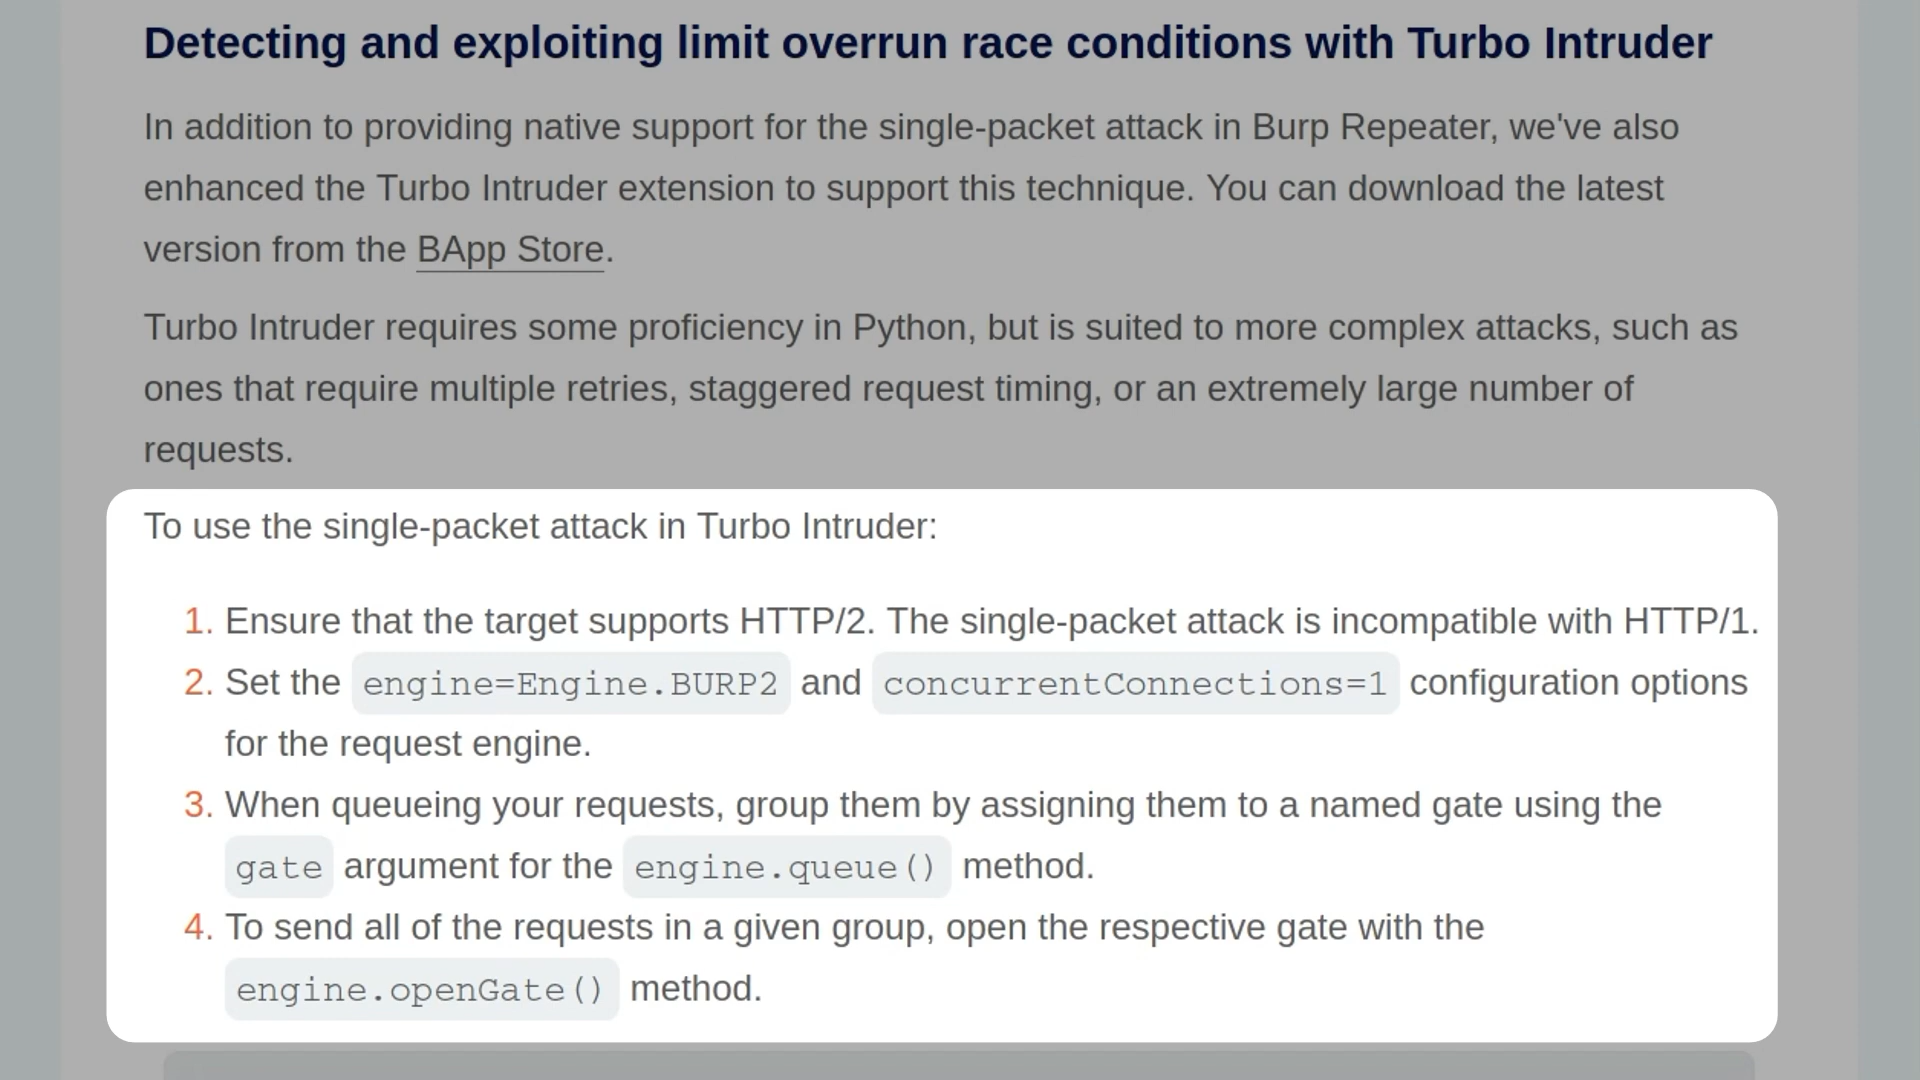 Detecting and exploiting limit overrun race conditions with Turbo Intruder
In addition to providing native support for the single-packet attack in Burp Repeater, we've also
enhanced the Turbo Intruder extension to support this technique. You can download the latest
version from the BApp Store.
Turbo Intruder requires some proficiency in Python, but is suited to more complex attacks, such as
ones that require multiple retries, staggered request timing, or an extremely large number of
requests.
To use the single-packet attack in Turbo Intruder:
1. Ensure that the target supports HTTP/2. The single-packet attack is incompatible with HTTP/1.
2. Set the engine=Engine.BURP2 and concurrentConnections=1 configuration options
for the request engine.
3. When queueing your requests, group them by assigning them to a named gate using the
gate argument for the engine.queue() method.
4. To send all of the requests in a given group, open the respective gate with the
engine.openGate() method.